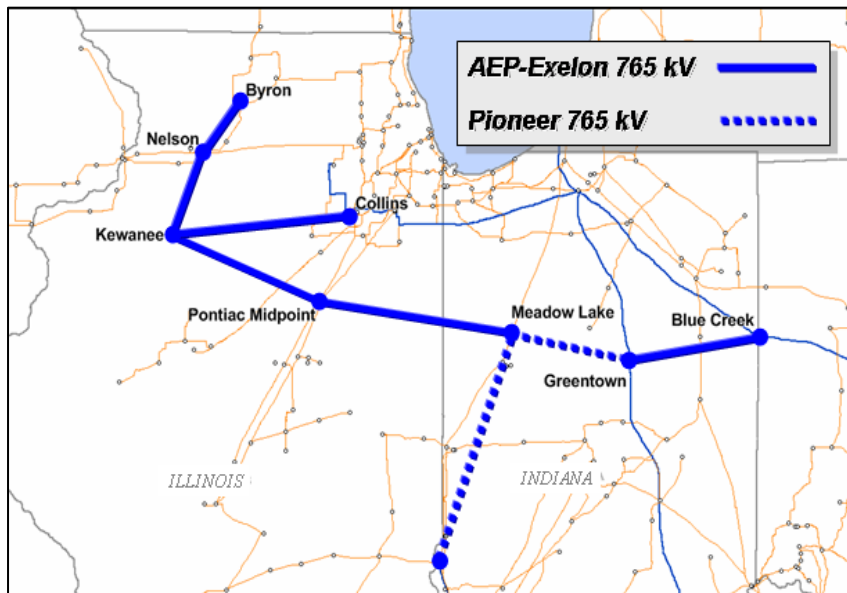 AEP-Exelon 765 kV
Pioneer 765 kV
Byron
Nelson
Collins
Kewanee
Pontiac Midpoint
Meadow Lake
Blue Creek
Greentown
ILLINOIS
INDIANA